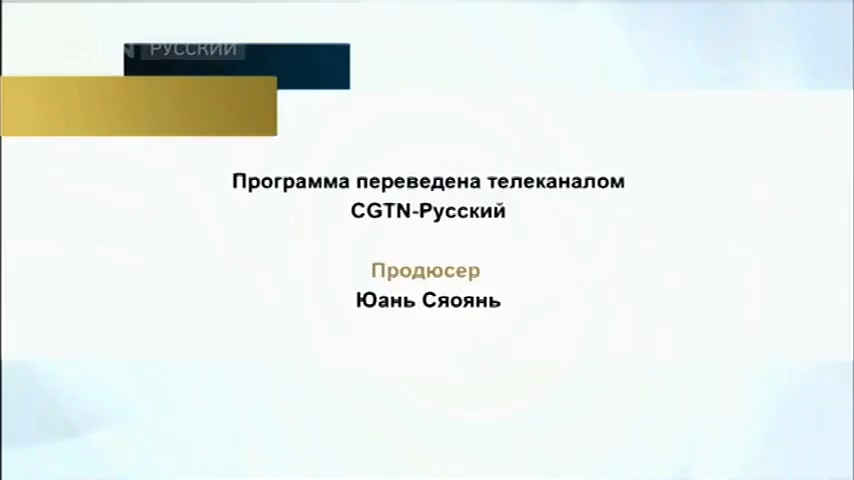 РУССКИЙ
Программа переведена телеканалом
CGTN-Русский
Продюсер
Юань Сяоянь